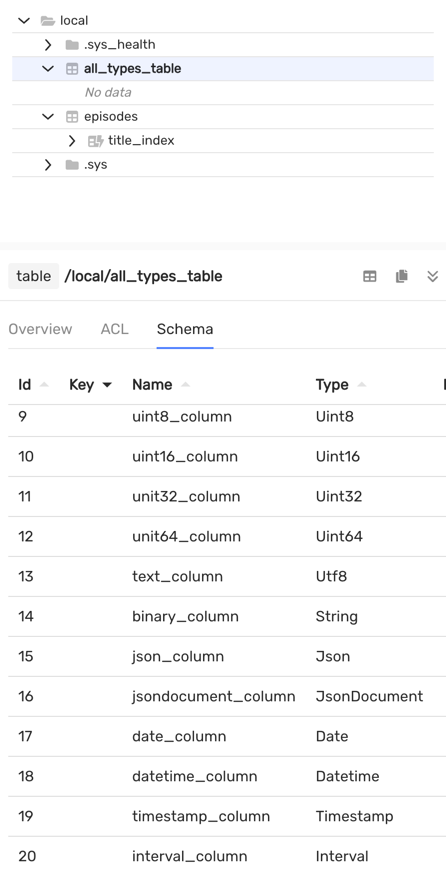 local
.sys_health
all_types_table
No data
episodes
title_index
.sys
table /local/all_types_table
Overview ACL Schema
Id Key Name Type
9 uint8_column Uint8
10 uint16_column Uint16
11 unit32_column Uint32
12 unit64_column Uint64
13 text_column Utf8
14 binary_column String
15 json_column Json
16 jsondocument_column JsonDocument
17 date_column Date
18 datetime_column Datetime
19 timestamp_column Timestamp
20 interval_column Interval